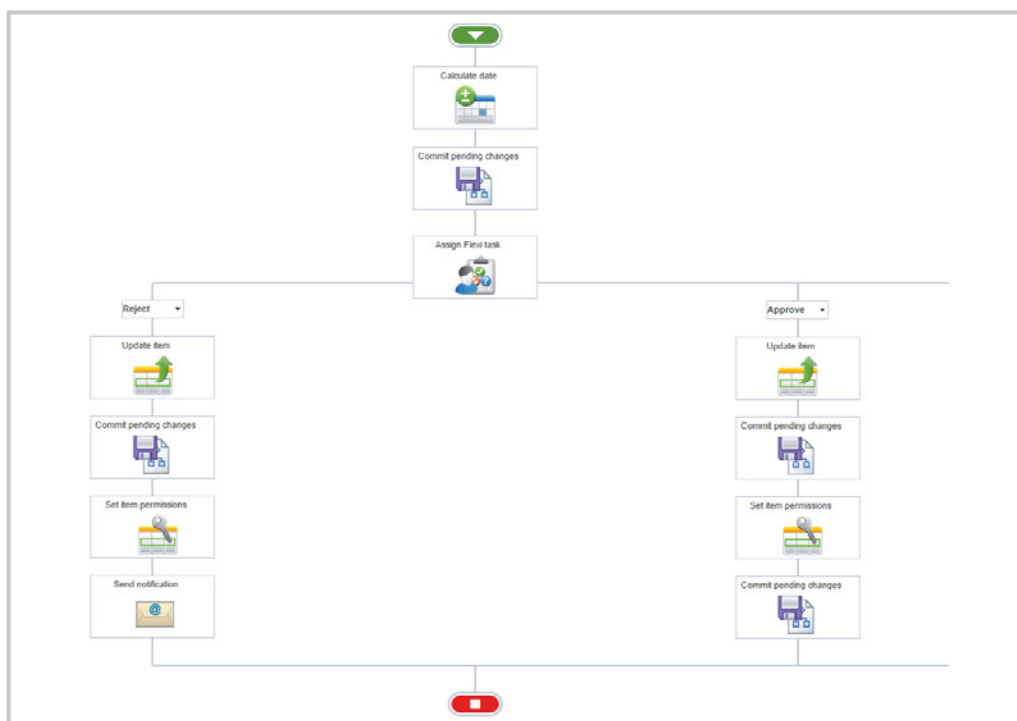 Calculate date
Commit pending changes
Assign Flexi task
Reject
Update item
Commit pending changes
Set item permissions
Send notification
Approve
Update item
Commit pending changes
Set item permissions
Commit pending changes